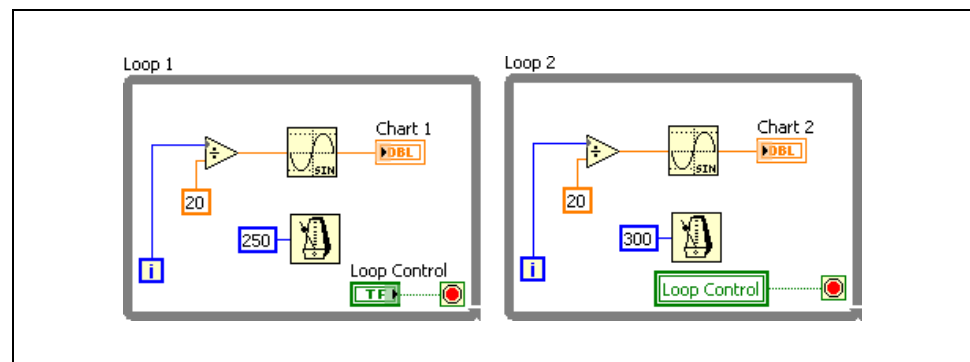 Loop 1
Chart 1
DBL
÷
SIN
20
250
i
Loop Control
TF
Loop 2
Chart 2
DBL
÷
SIN
20
300
i
Loop Control